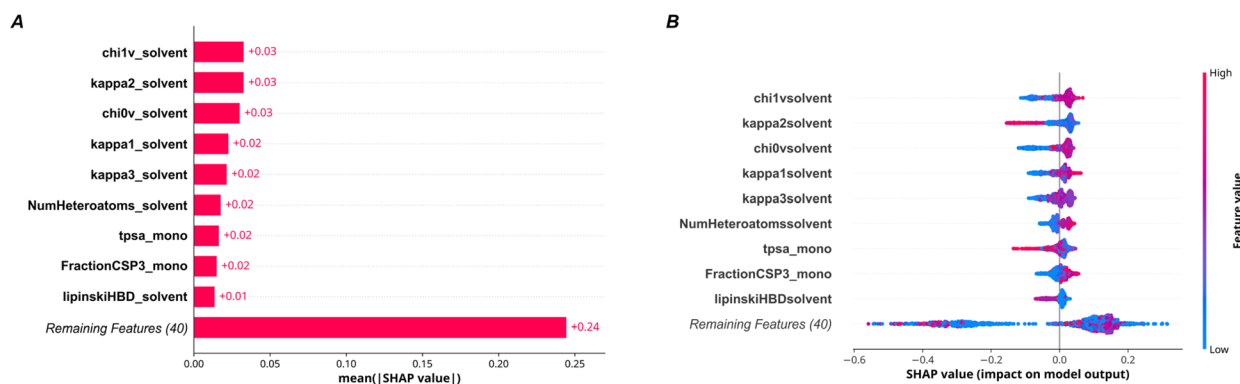 A
chi1v_solvent
+0.03
kappa2_solvent
+0.03
chi0v_solvent
+0.03
kappa1_solvent
+0.02
kappa3_solvent
+0.02
NumHeteroatoms_solvent
+0.02
tpsa_mono
+0.02
FractionCSP3_mono
+0.02
lipinskiHBD_solvent
+0.01
Remaining Features (40)
+0.24
0.00 0.05 0.10 0.15 0.20 0.25
mean(|SHAP value|)
B
chi1vsolvent
kappa2solvent
chi0vsolvent
kappa1solvent
kappa3solvent
NumHeteroatomssolvent
tpsa_mono
FractionCSP3_mono
lipinskiHBDsolvent
Remaining Features (40)
−0.6 −0.4 −0.2 0.0 0.2
SHAP value (impact on model output)
High
Feature value
Low